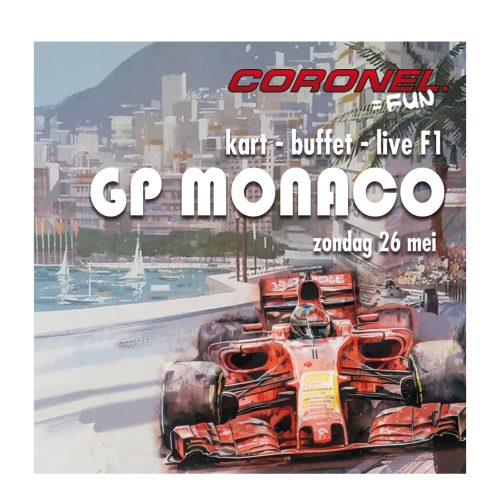 CORONEL.
=FUN
kart - buffet - live F1
GP MONACO
zondag 26 mei